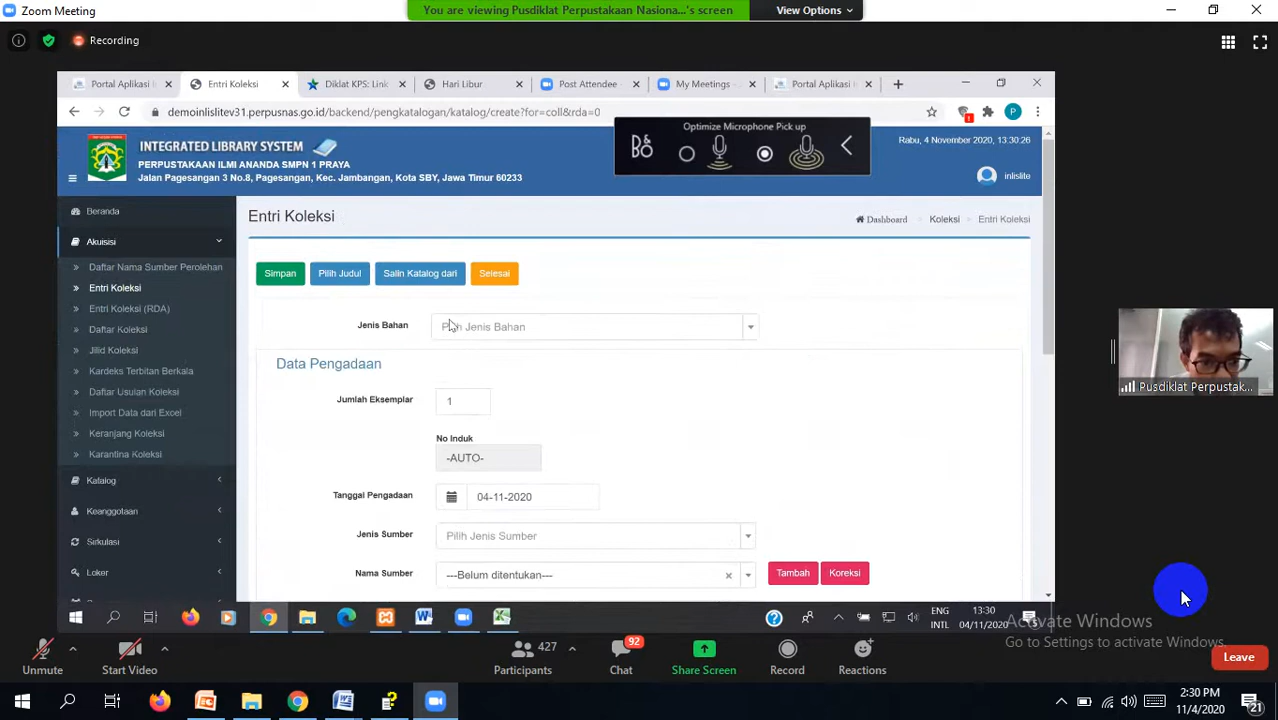 Zoom Meeting
You are viewing Pusdiklat Perpustakaan Nasiona...'s screen
View Options
Recording
Entri Koleksi
Diklat KPS: Link
Hari Libur
Post Attendee
My Meetings
demoinlislitev31.perpusnas.go.id/backend/pengkatalogan/katalog/create?for=coll&rda=0
P
1
Optimize Microphone Pick up
B&O
INTEGRATED LIBRARY SYSTEM
PERPUSTAKAAN ILMI ANANDA SMPN 1 PRAYA
Jalan Pagesangan 3 No.8, Pagesangan, Kec. Jambangan, Kota SBY, Jawa Timur 60233
Rabu, 4 November 2020, 13:30:26
inlislite
Beranda
Akuisisi
Daftar Nama Sumber Perolehan
Entri Koleksi
Entri Koleksi (RDA)
Daftar Koleksi
Jilid Koleksi
Kardeks Terbitan Berkala
Daftar Usulan Koleksi
Import Data dari Excel
Keranjang Koleksi
Karantina Koleksi
Katalog
Keanggotaan
Sirkulasi
Loker
Entri Koleksi
Dashboard
Koleksi
Entri Koleksi
Simpan
Pilih Judul
Salin Katalog dari
Selesai
Jenis Bahan
Pilih Jenis Bahan
Data Pengadaan
Jumlah Eksemplar
1
No Induk
-AUTO-
Tanggal Pengadaan
04-11-2020
Jenis Sumber
Pilih Jenis Sumber
Nama Sumber
---Belum ditentukan---
Tambah
Koreksi
Pusdiklat Perpustak...
ENG
INTL
13:30
04/11/2020
Activate Windows
Go to Settings to activate Windows.
Unmute
Start Video
427
Participants
92
Chat
Share Screen
Record
Reactions
Leave
2:30 PM
11/4/2020
21